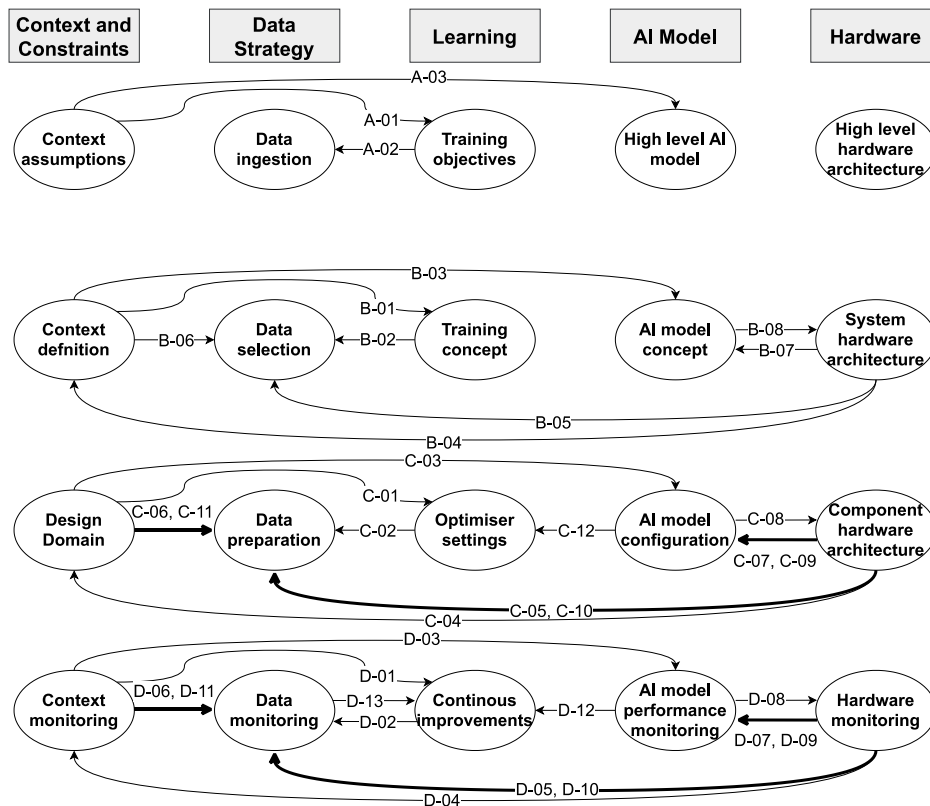 Context and
Constraints
Data
Strategy
Learning
AI Model
Hardware
A-03
A-01
A-02
Context
assumptions
Data
ingestion
Training
objectives
High level AI
model
High level
hardware
architecture
B-03
B-01
B-06
B-02
B-08
B-07
Context
defnition
Data
selection
Training
concept
AI model
concept
System
hardware
architecture
B-05
B-04
C-03
C-01
C-06, C-11
C-02
C-12
C-08
C-07, C-09
Design
Domain
Data
preparation
Optimiser
settings
AI model
configuration
Component
hardware
architecture
C-05, C-10
C-04
D-03
D-01
D-06, D-11
D-13
D-02
D-12
D-08
D-07, D-09
Context
monitoring
Data
monitoring
Continous
improvements
AI model
performance
monitoring
Hardware
monitoring
D-05, D-10
D-04